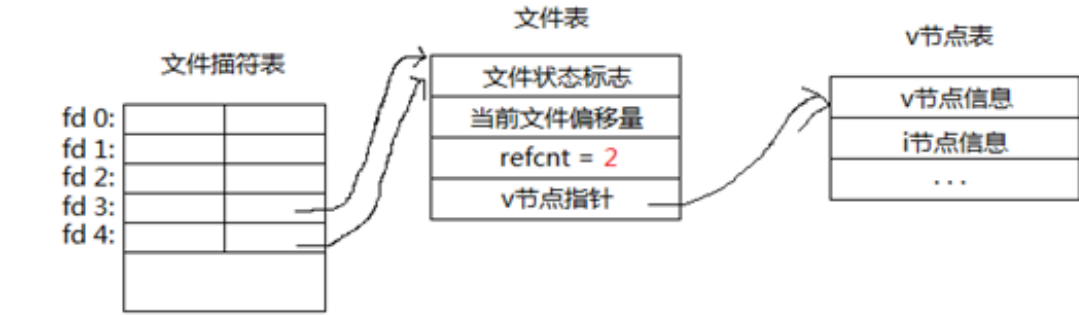 文件描符表
fd 0:
fd 1:
fd 2:
fd 3:
fd 4:
文件表
文件状态标志
当前文件偏移量
refcnt = 2
v节点指针
v节点表
v节点信息
i节点信息
...